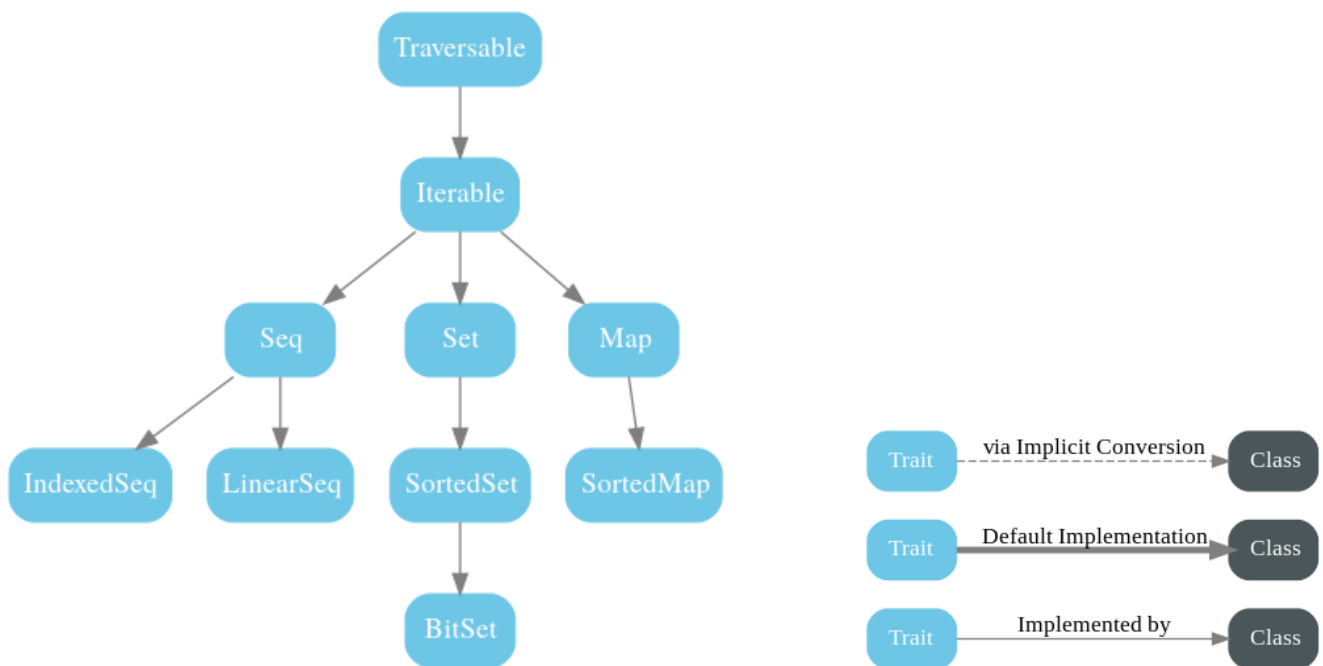 Traversable
Iterable
Seq
Set
Map
IndexedSeq
LinearSeq
SortedSet
SortedMap
BitSet
Trait
via Implicit Conversion
Class
Trait
Default Implementation
Class
Trait
Implemented by
Class